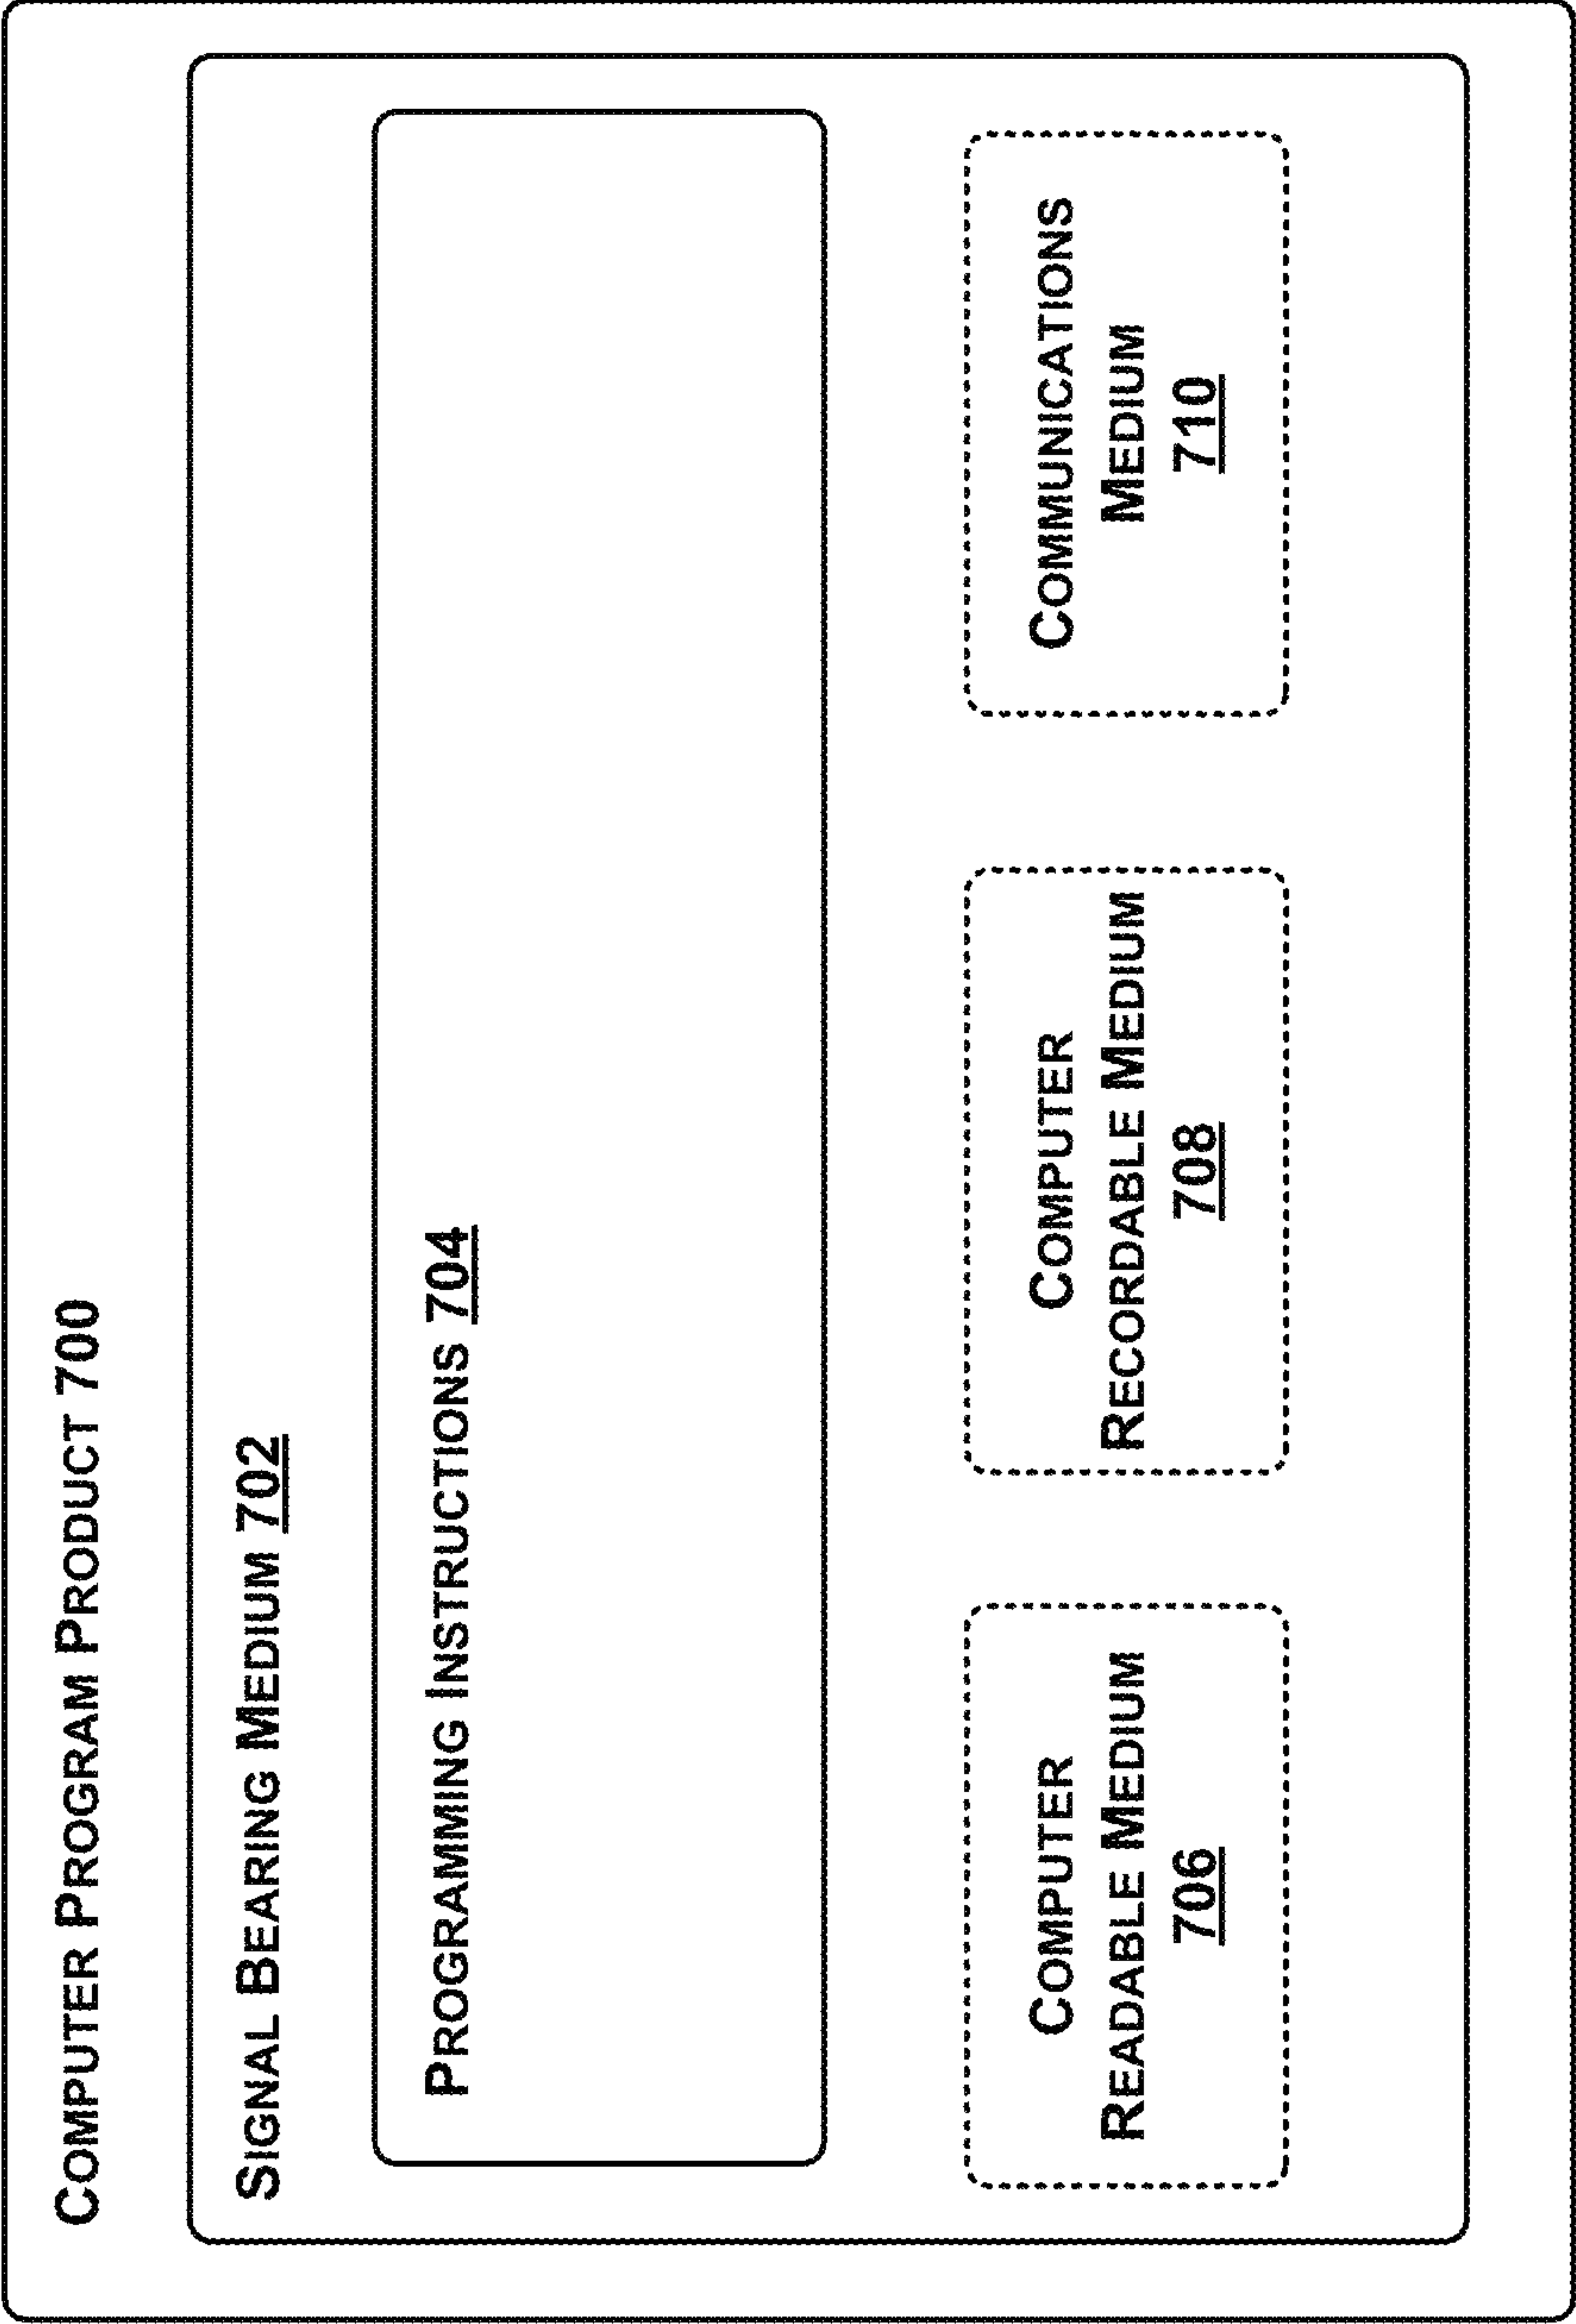 COMPUTER PROGRAM PRODUCT 700
SIGNAL BEARING MEDIUM 702
PROGRAMMING INSTRUCTIONS 704
COMPUTER
READABLE MEDIUM
706
COMPUTER
RECORDABLE MEDIUM
708
COMMUNICATIONS
MEDIUM
710